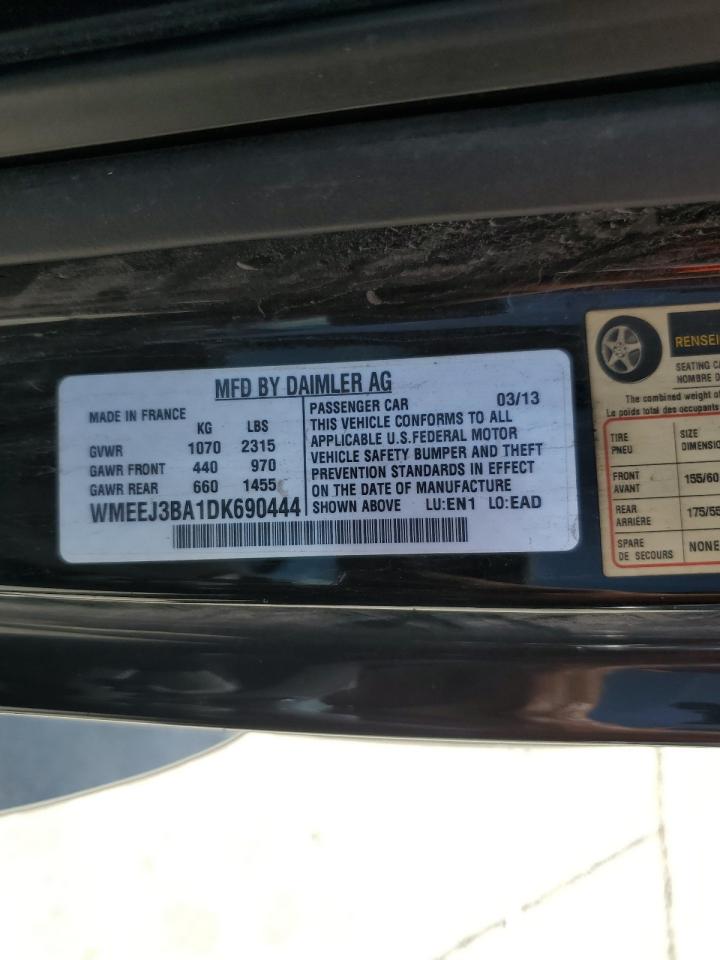 MFD BY DAIMLER AG
MADE IN FRANCE
KG LBS
GVWR 1070 2315
GAWR FRONT 440 970
GAWR REAR 660 1455
WMEEJ3BA1DK690444
PASSENGER CAR 03/13
THIS VEHICLE CONFORMS TO ALL
APPLICABLE U.S.FEDERAL MOTOR
VEHICLE SAFETY BUMPER AND THEFT
PREVENTION STANDARDS IN EFFECT
ON THE DATE OF MANUFACTURE
SHOWN ABOVE LU:EN1 LO:EAD
RENSEI
SEATING CA
NOMBRE D
The combined weight of
Le poids total des occupants
TIRE SIZE
PNEU DIMENSIO
FRONT
AVANT 155/60
REAR
ARRIÈRE 175/55
SPARE
DE SECOURS NONE